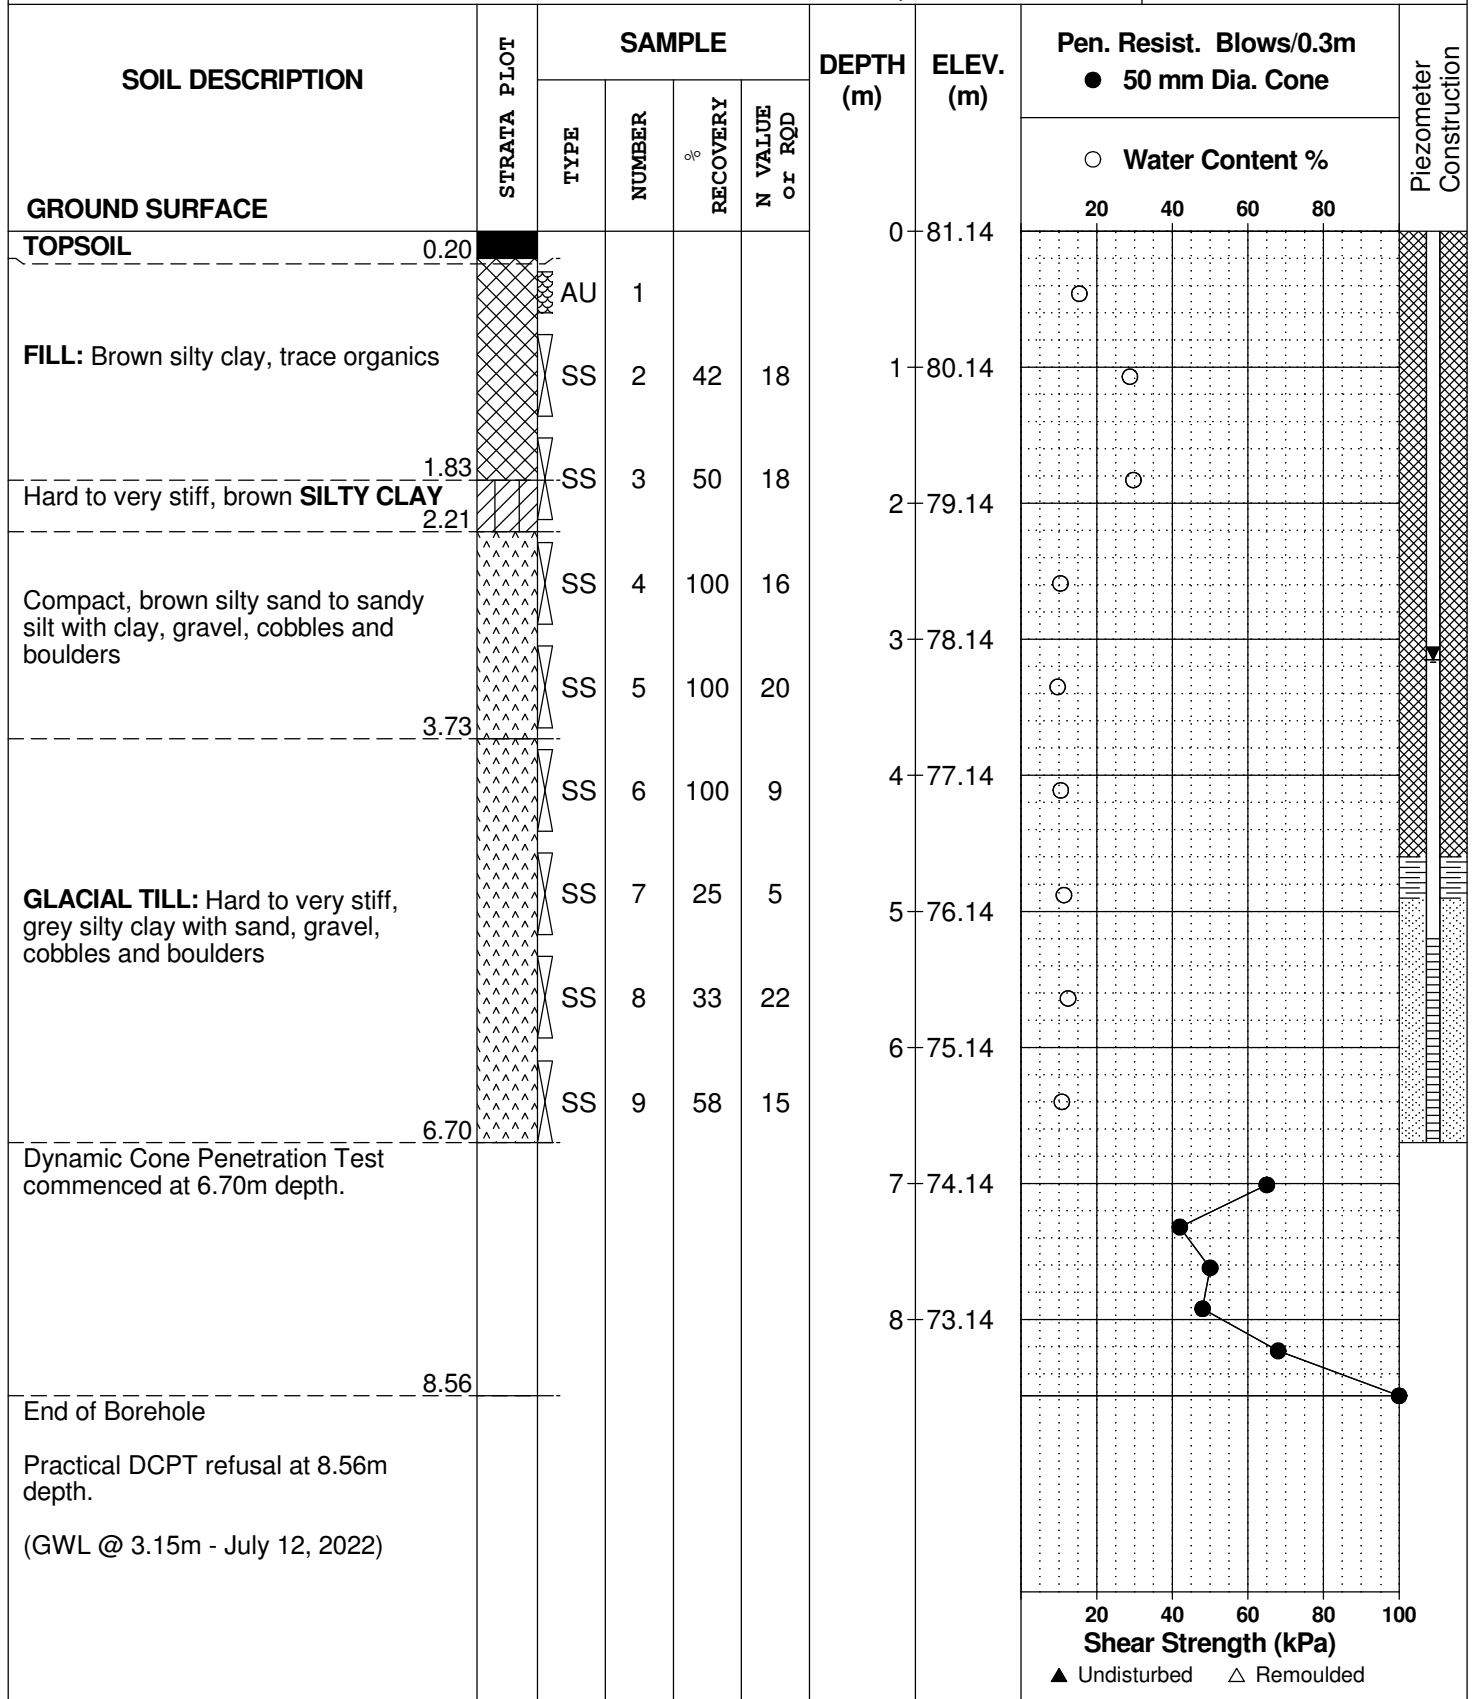 SOIL DESCRIPTION
GROUND SURFACE
STRATA PLOT
SAMPLE
TYPE
NUMBER
%
RECOVERY
N VALUE
or RQD
DEPTH
(m)
ELEV.
(m)
Pen. Resist. Blows/0.3m
● 50 mm Dia. Cone
○ Water Content %
20 40 60 80
Piezometer
Construction
TOPSOIL 0.20
0 81.14
AU 1
FILL: Brown silty clay, trace organics
SS 2 42 18
1 80.14
1.83
SS 3 50 18
Hard to very stiff, brown SILTY CLAY
2.21
2 79.14
SS 4 100 16
Compact, brown silty sand to sandy
silt with clay, gravel, cobbles and
boulders
3 78.14
SS 5 100 20
3.73
4 77.14
SS 6 100 9
GLACIAL TILL: Hard to very stiff,
grey silty clay with sand, gravel,
cobbles and boulders
SS 7 25 5
5 76.14
SS 8 33 22
6 75.14
SS 9 58 15
6.70
Dynamic Cone Penetration Test
commenced at 6.70m depth.
7 74.14
8 73.14
8.56
End of Borehole
Practical DCPT refusal at 8.56m
depth.
(GWL @ 3.15m - July 12, 2022)
20 40 60 80 100
Shear Strength (kPa)
▲ Undisturbed △ Remoulded